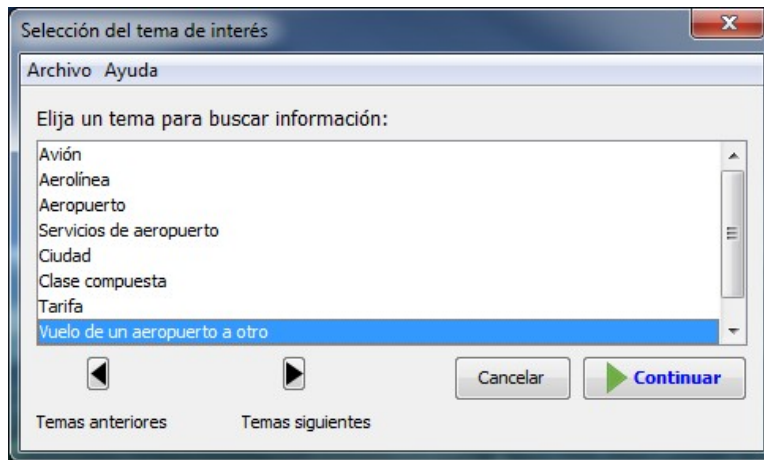 Selección del tema de interés
Archivo Ayuda
Elija un tema para buscar información:
Avión
Aerolínea
Aeropuerto
Servicios de aeropuerto
Ciudad
Clase compuesta
Tarifa
Vuelo de un aeropuerto a otro
Cancelar Continuar
Temas anteriores Temas siguientes